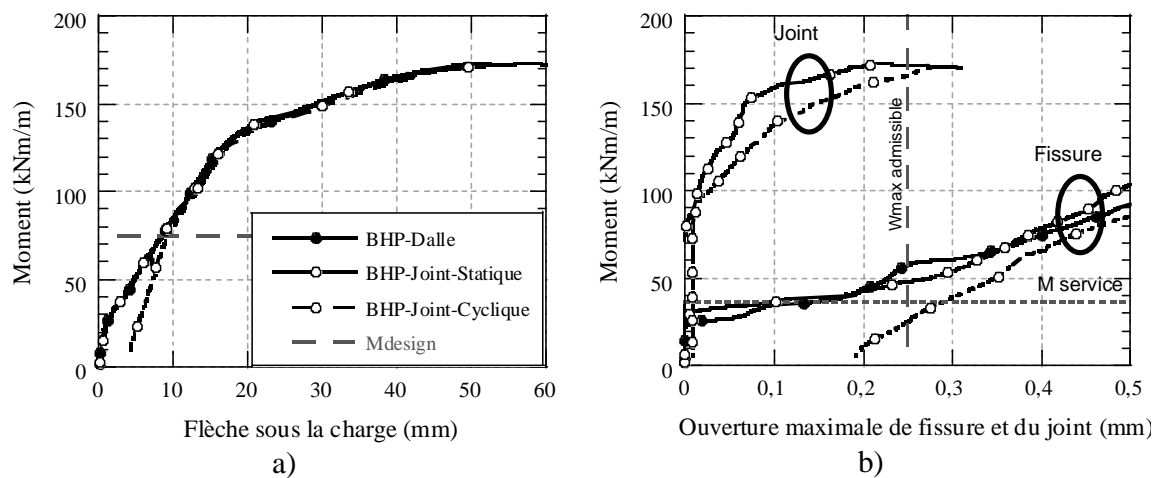 200
150
100
50
0
Moment (kNm/m)
0 10 20 30 40 50 60
Flèche sous la charge (mm)
BHP-Dalle
BHP-Joint-Statique
BHP-Joint-Cyclique
Mdesign
a)
200
150
100
50
0
Moment (kNm/m)
Joint
Wmax admissible
Fissure
M service
0 0,1 0,2 0,3 0,4 0,5
Ouverture maximale de fissure et du joint (mm)
b)